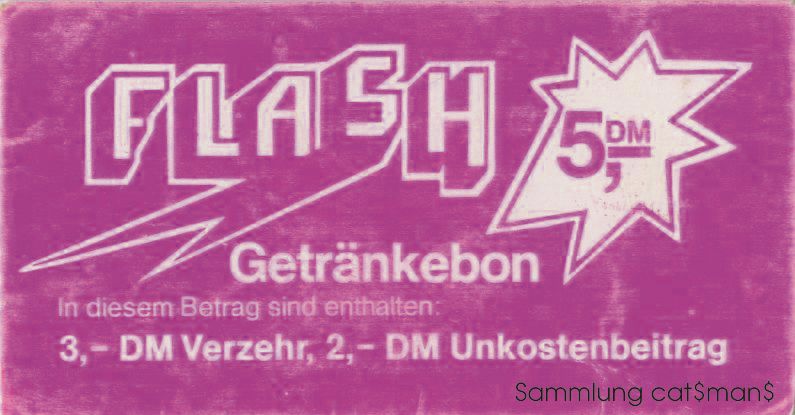 FLASH
5,– DM
Getränkebon
In diesem Betrag sind enthalten:
3,– DM Verzehr, 2,– DM Unkostenbeitrag
Sammlung cat$man$